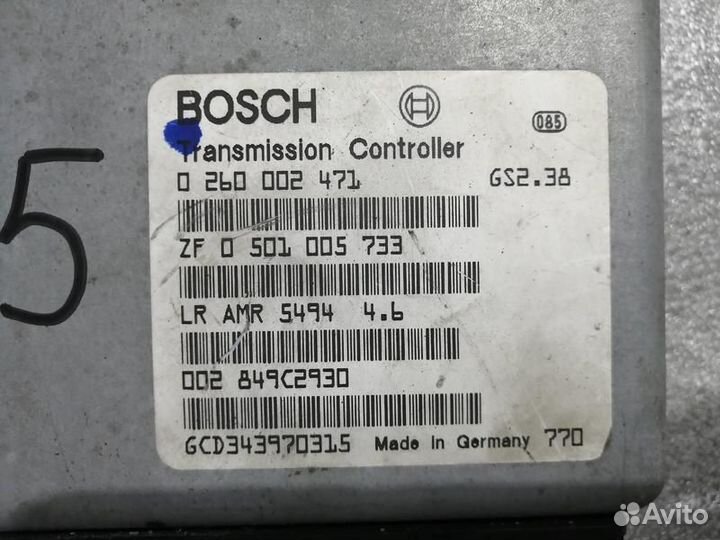 5
BOSCH
085
Transmission Controller
0 260 002 471 GS2.38
ZF 0 501 005 733
LR AMR 5494 4.6
002 849C2930
GCD343970315 Made in Germany 770
Avito